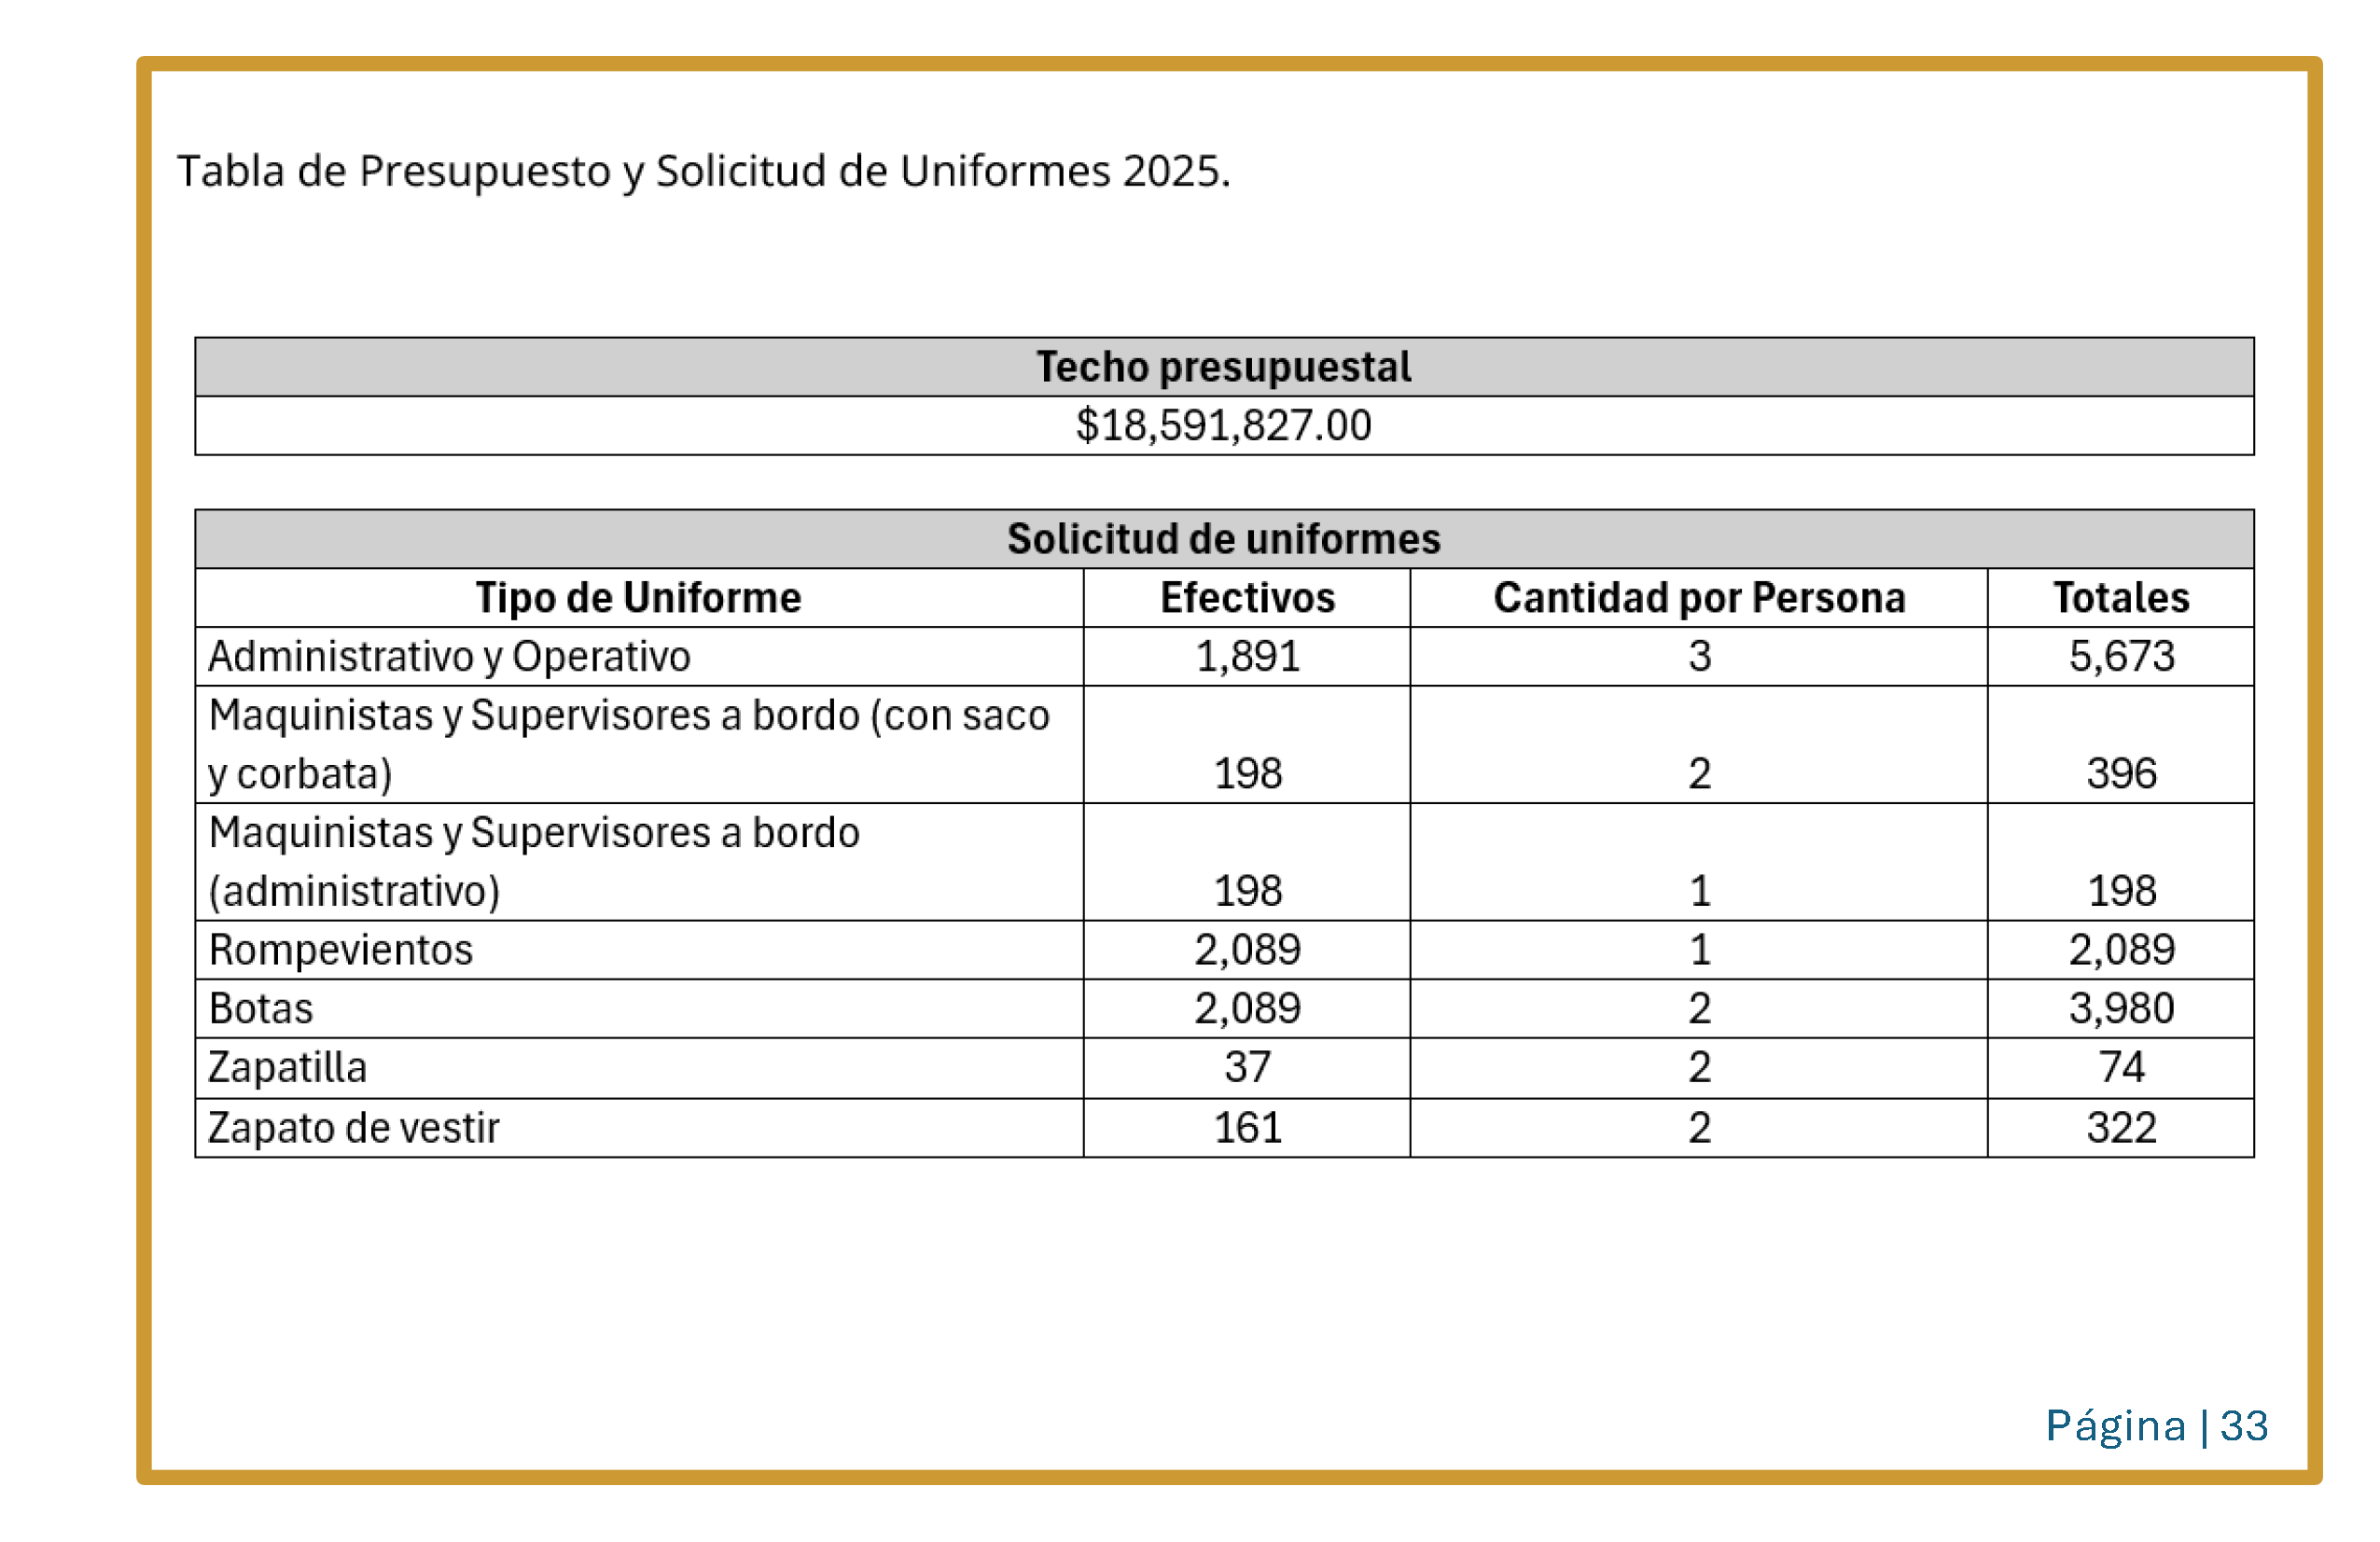 Tabla de Presupuesto y Solicitud de Uniformes 2025.
Techo presupuestal
$18,591,827.00
Solicitud de uniformes
Tipo de Uniforme Efectivos Cantidad por Persona Totales
Administrativo y Operativo 1,891 3 5,673
Maquinistas y Supervisores a bordo (con saco
y corbata) 198 2 396
Maquinistas y Supervisores a bordo
(administrativo) 198 1 198
Rompevientos 2,089 1 2,089
Botas 2,089 2 3,980
Zapatilla 37 2 74
Zapato de vestir 161 2 322
Página | 33